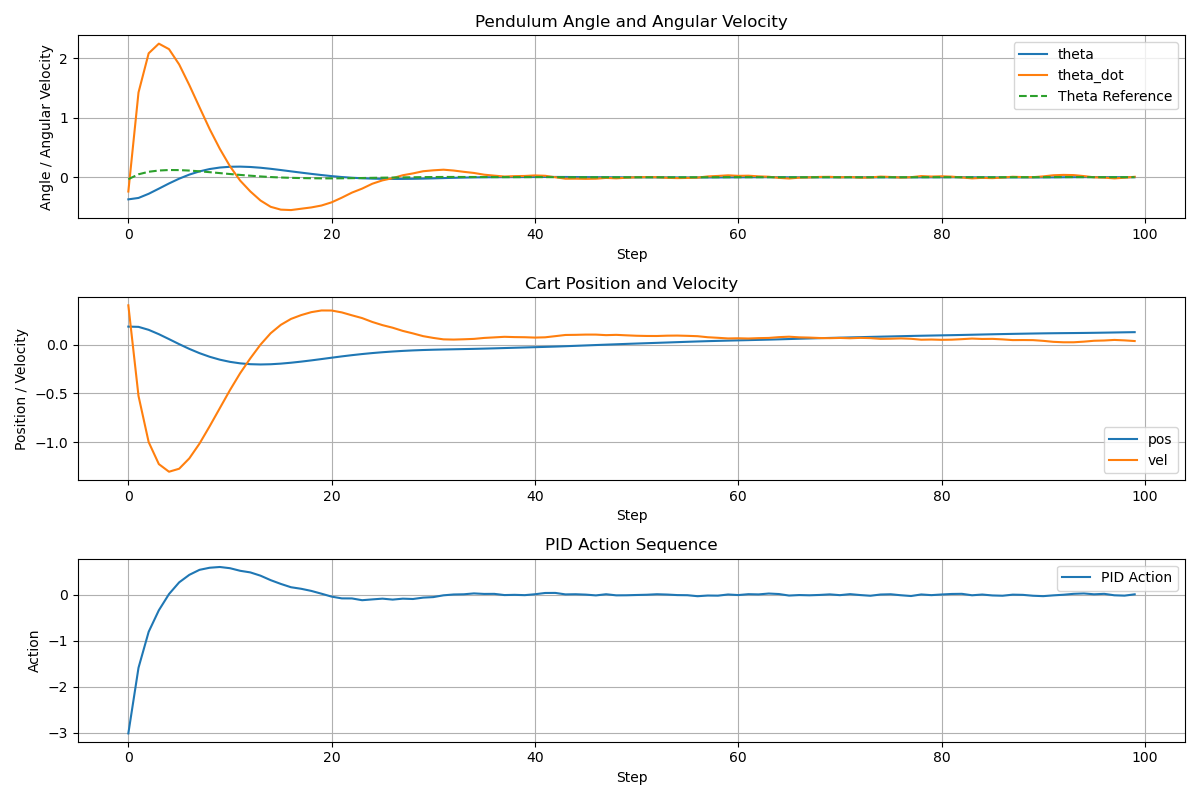 Pendulum Angle and Angular Velocity
Angle / Angular Velocity
2
1
0
theta
theta_dot
Theta Reference
0 20 40 60 80 100
Step
Cart Position and Velocity
Position / Velocity
0.0
−0.5
−1.0
pos
vel
0 20 40 60 80 100
Step
PID Action Sequence
Action
0
−1
−2
−3
PID Action
0 20 40 60 80 100
Step